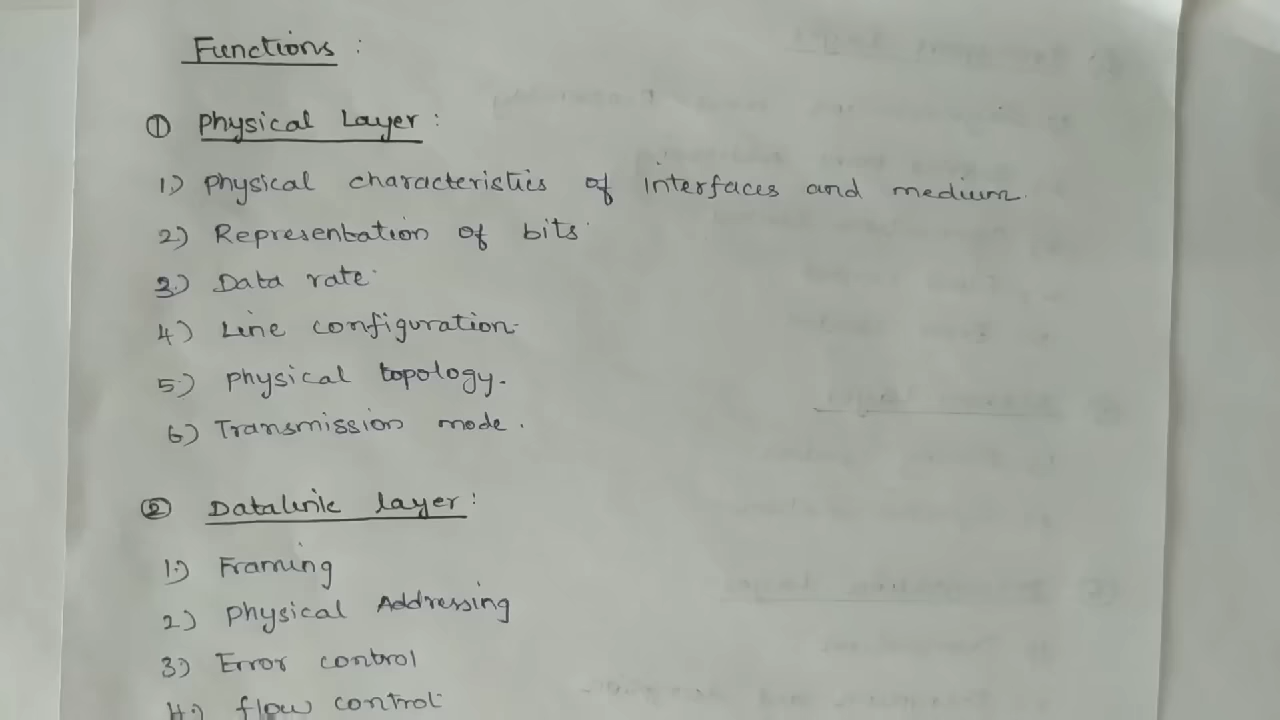 Functions :
① Physical Layer :
1) Physical characteristics of interfaces and medium.
2) Representation of bits.
3) Data rate.
4) Line configuration.
5) Physical topology.
6) Transmission mode.
② Datalink layer :
1) Framing
2) Physical Addressing
3) Error control
4) flow control